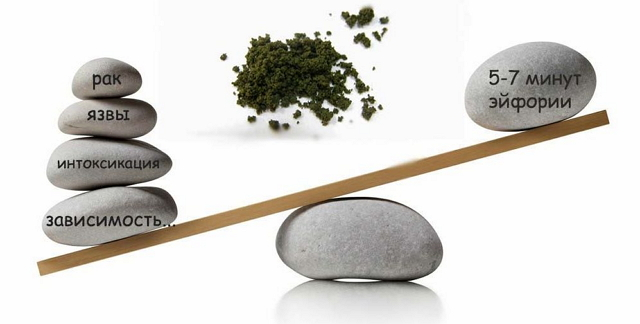 рак
язвы
интоксикация
зависимость...
5-7 минут
эйфории